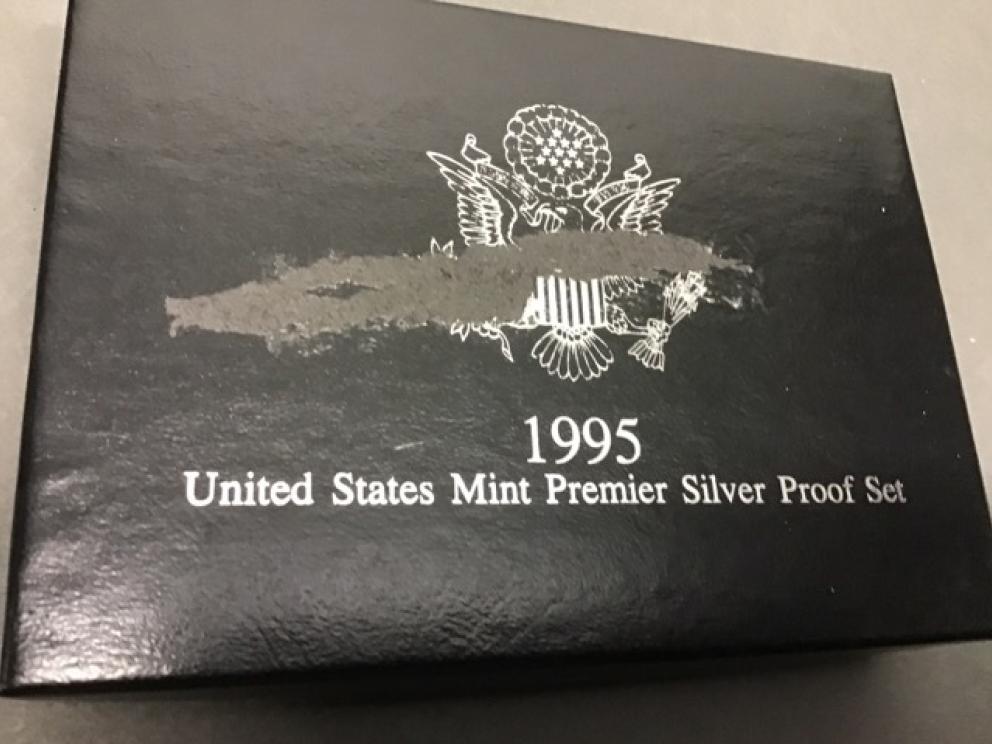 1995
United States Mint Premier Silver Proof Set